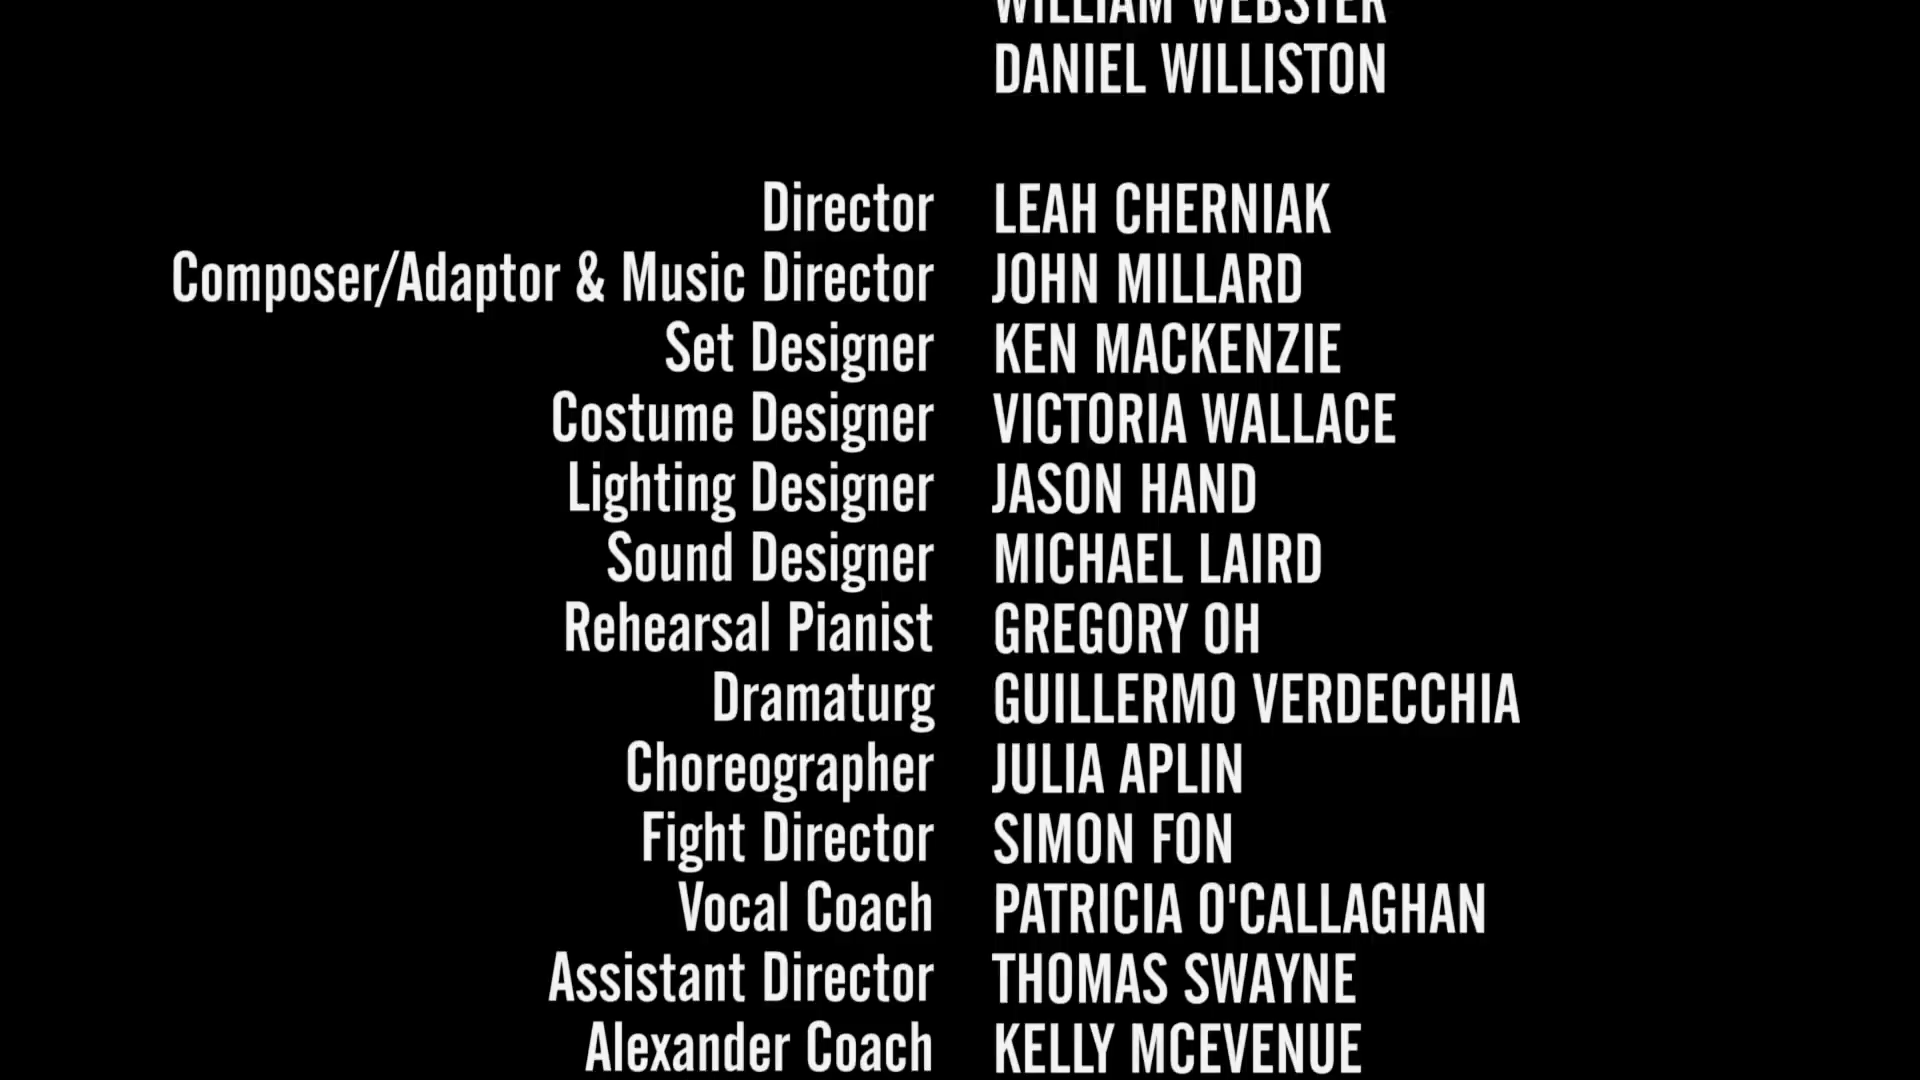 WILLIAM WEBSTER
DANIEL WILLISTON
Director LEAH CHERNIAK
Composer/Adaptor & Music Director JOHN MILLARD
Set Designer KEN MACKENZIE
Costume Designer VICTORIA WALLACE
Lighting Designer JASON HAND
Sound Designer MICHAEL LAIRD
Rehearsal Pianist GREGORY OH
Dramaturg GUILLERMO VERDECCHIA
Choreographer JULIA APLIN
Fight Director SIMON FON
Vocal Coach PATRICIA O'CALLAGHAN
Assistant Director THOMAS SWAYNE
Alexander Coach KELLY MCEVENUE